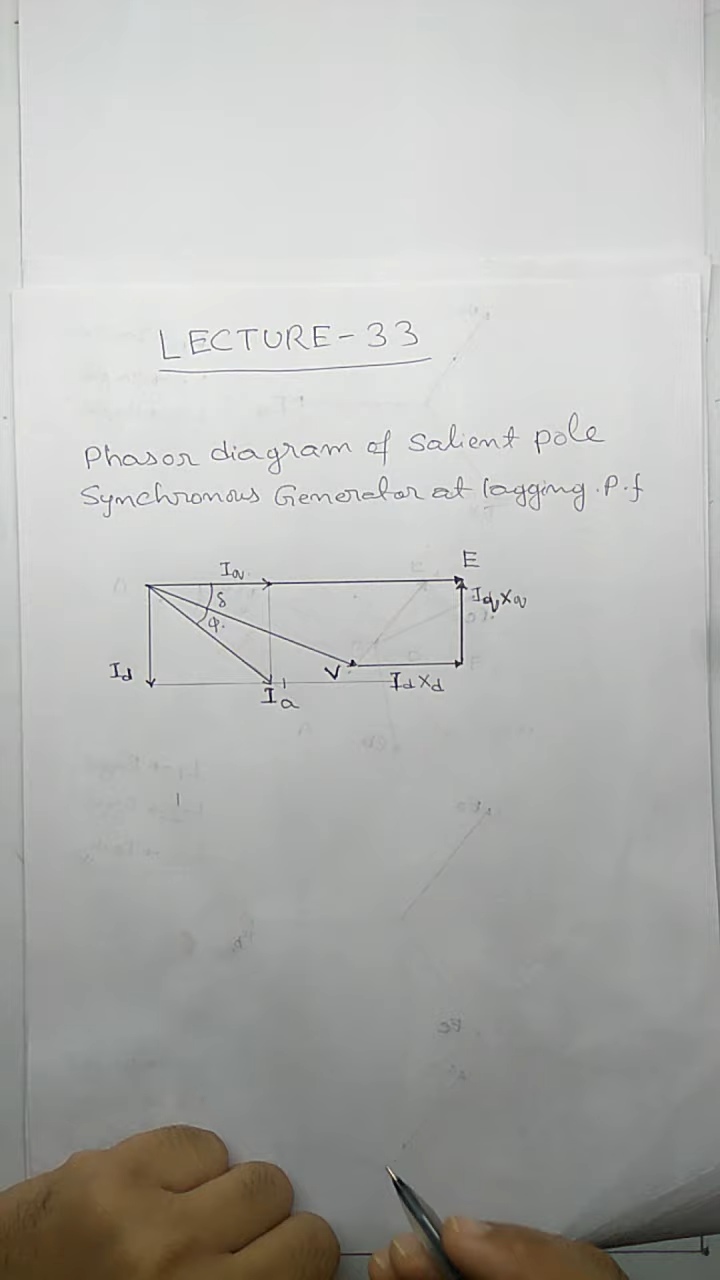 LECTURE-33
Phasor diagram of Salient pole
Synchronous Generator at lagging.P.f
Iq
E
δ
IqXq
φ.
Id
V
IdXd
Ia